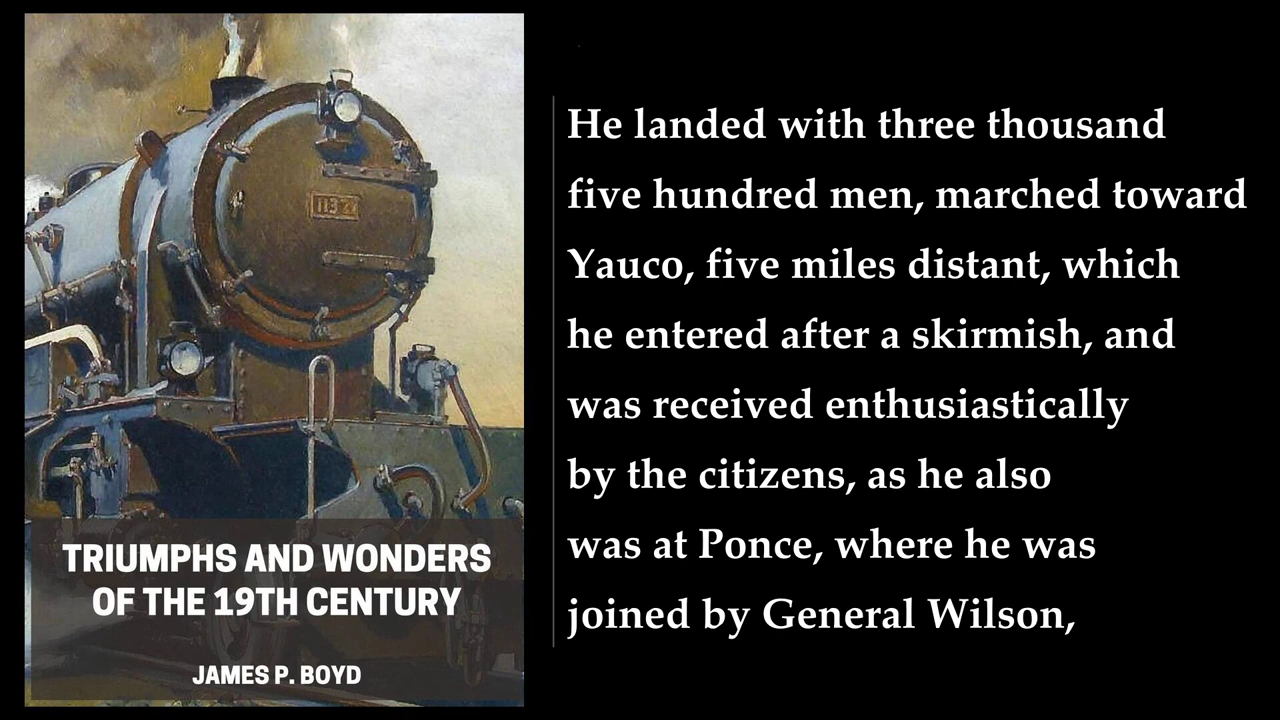 1132
TRIUMPHS AND WONDERS
OF THE 19TH CENTURY
JAMES P. BOYD
He landed with three thousand
five hundred men, marched toward
Yauco, five miles distant, which
he entered after a skirmish, and
was received enthusiastically
by the citizens, as he also
was at Ponce, where he was
joined by General Wilson,